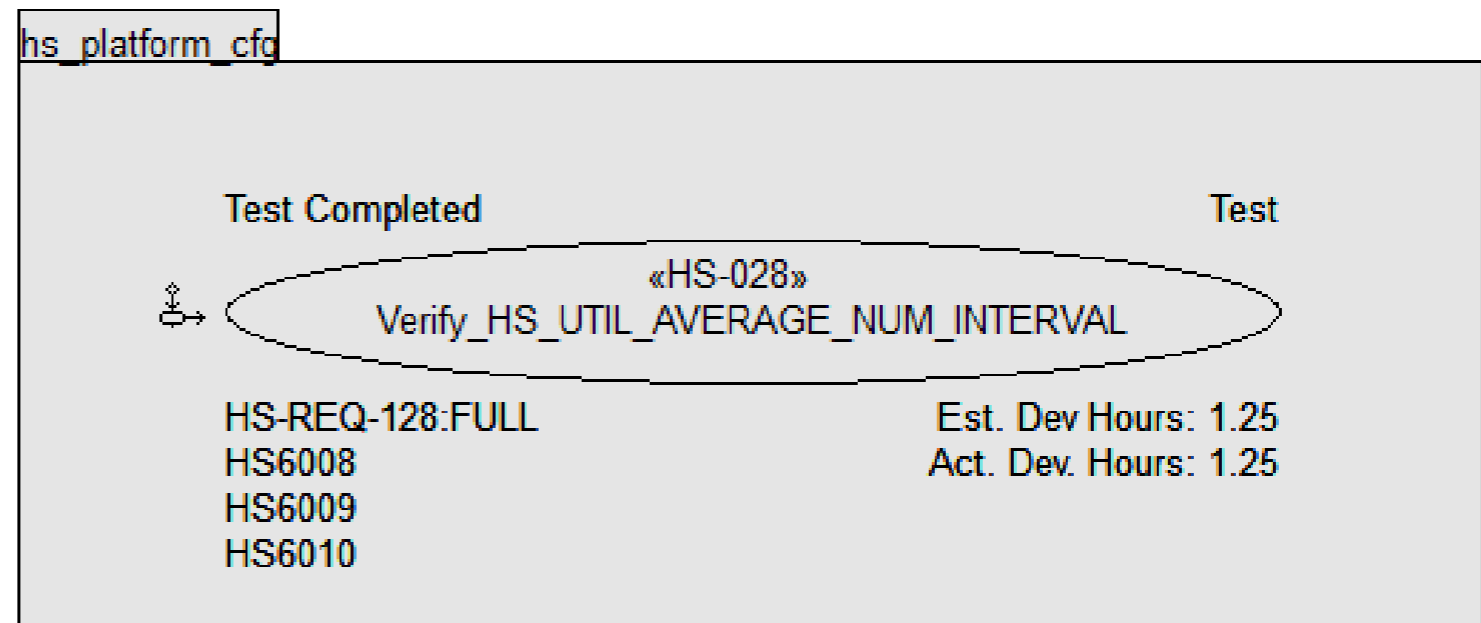 hs_platform_cfg
Test Completed Test
«HS-028»
Verify_HS_UTIL_AVERAGE_NUM_INTERVAL
HS-REQ-128:FULL Est. Dev Hours: 1.25
HS6008 Act. Dev. Hours: 1.25
HS6009
HS6010